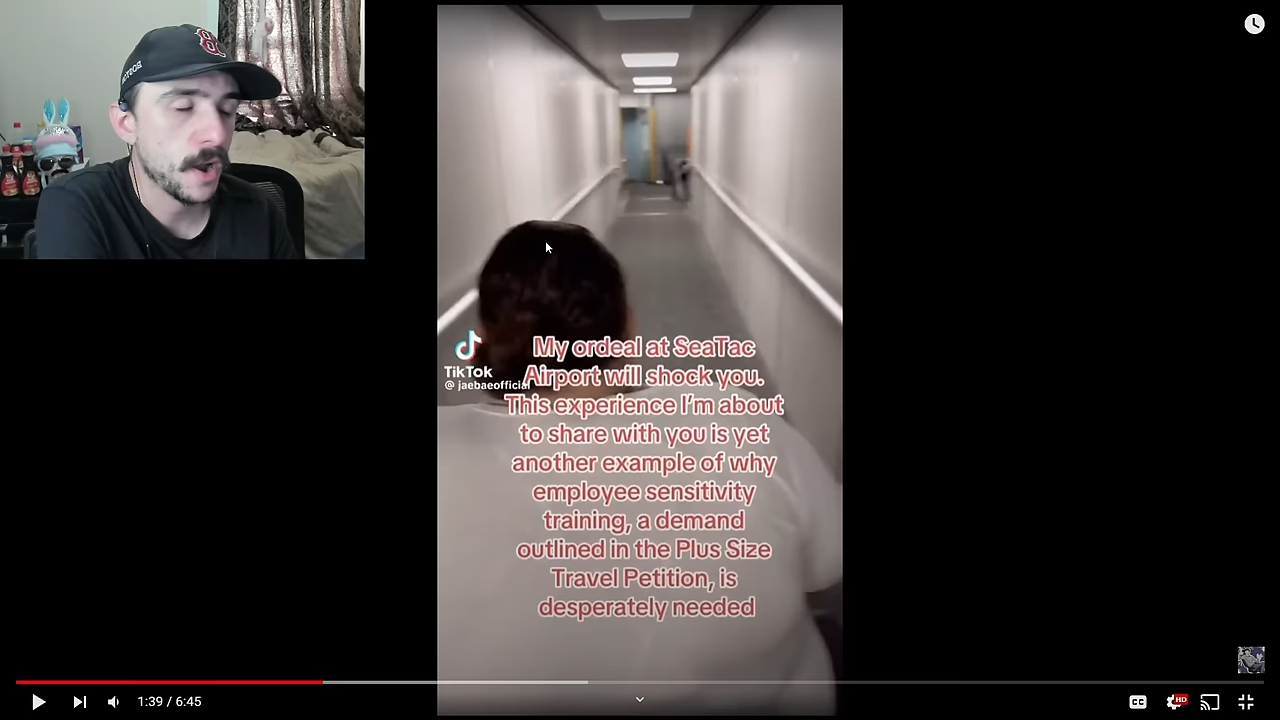 BOSTON
B
My ordeal at SeaTac
Airport will shock you.
This experience I'm about
to share with you is yet
another example of why
employee sensitivity
training, a demand
outlined in the Plus Size
Travel Petition, is
desperately needed
TikTok
@ jaebaeofficial
1:39 / 6:45
CC
HD